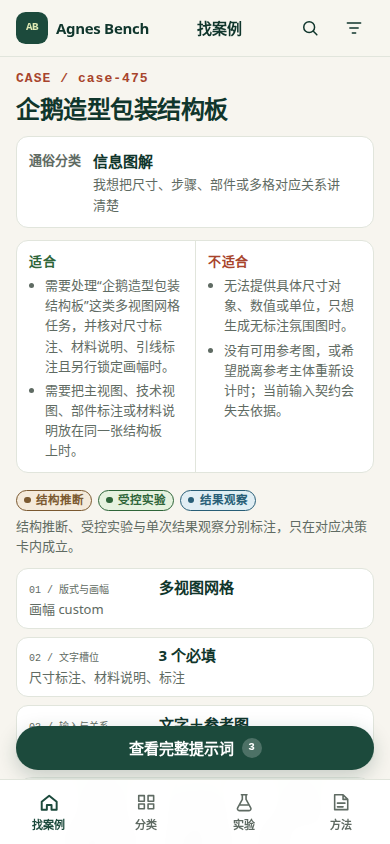 AB Agnes Bench 找案例
CASE / case-475
企鹅造型包装结构板
通俗分类 信息图解
我想把尺寸、步骤、部件或多格对应关系讲
清楚
适合
需要处理“企鹅造型包装
结构板”这类多视图网格
任务，并核对尺寸标
注、材料说明、引线标
注且另行锁定画幅时。
需要把主视图、技术视
图、部件标注或材料说
明放在同一张结构板
上时。
不适合
无法提供具体尺寸对
象、数值或单位，只想
生成无标注氛围图时。
没有可用参考图，或希
望脱离参考主体重新设
计时；当前输入契约会
失去依据。
结构推断 受控实验 结果观察
结构推断、受控实验与单次结果观察分别标注，只在对应决策
卡内成立。
01 / 版式与画幅 多视图网格
画幅 custom
02 / 文字槽位 3 个必填
尺寸标注、材料说明、标注
03 / 输入与关系 文字＋参考图
查看完整提示词 3
找案例 分类 实验 方法